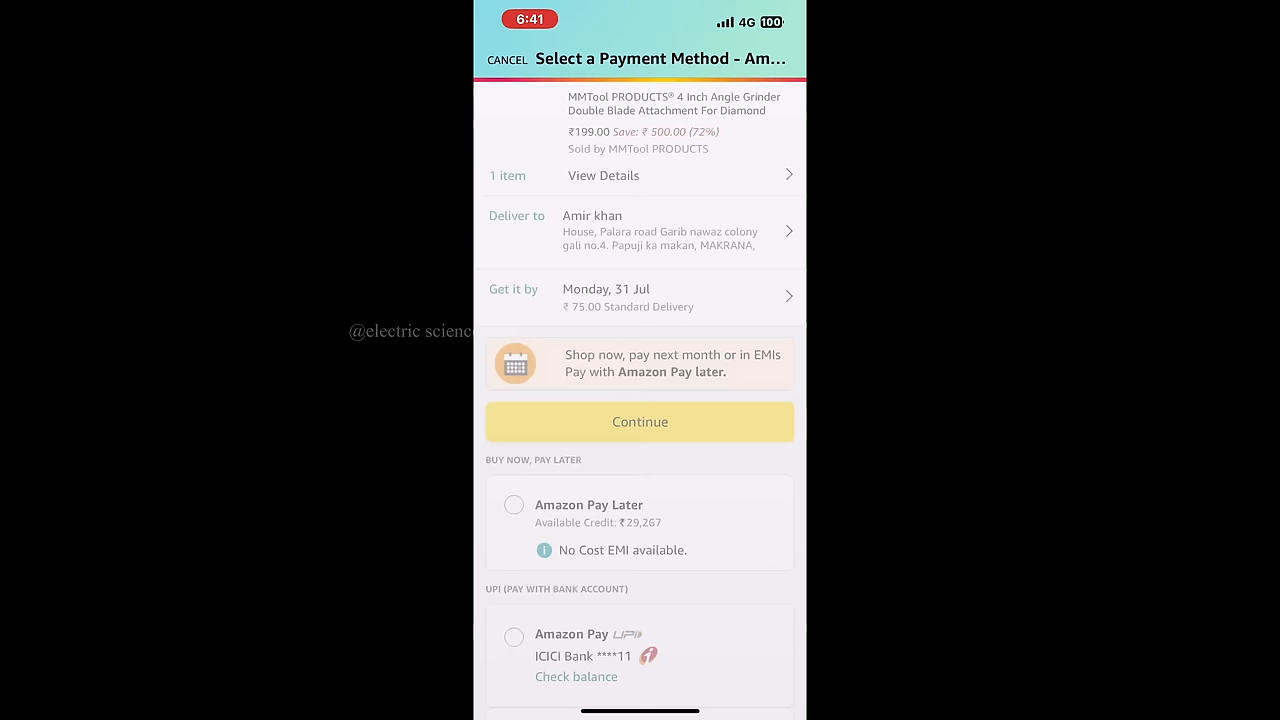 6:41
4G 100
CANCEL Select a Payment Method - Am...
MMTool PRODUCTS® 4 Inch Angle Grinder
Double Blade Attachment For Diamond
₹199.00 Save: ₹ 500.00 (72%)
Sold by MMTool PRODUCTS
1 item View Details
Deliver to Amir khan
House, Palara road Garib nawaz colony
gali no.4. Papuji ka makan, MAKRANA,
Get it by Monday, 31 Jul
₹ 75.00 Standard Delivery
@electric science
Shop now, pay next month or in EMIs
Pay with Amazon Pay later.
Continue
BUY NOW, PAY LATER
Amazon Pay Later
Available Credit: ₹29,267
i No Cost EMI available.
UPI (PAY WITH BANK ACCOUNT)
Amazon Pay UPI
ICICI Bank ****11
Check balance